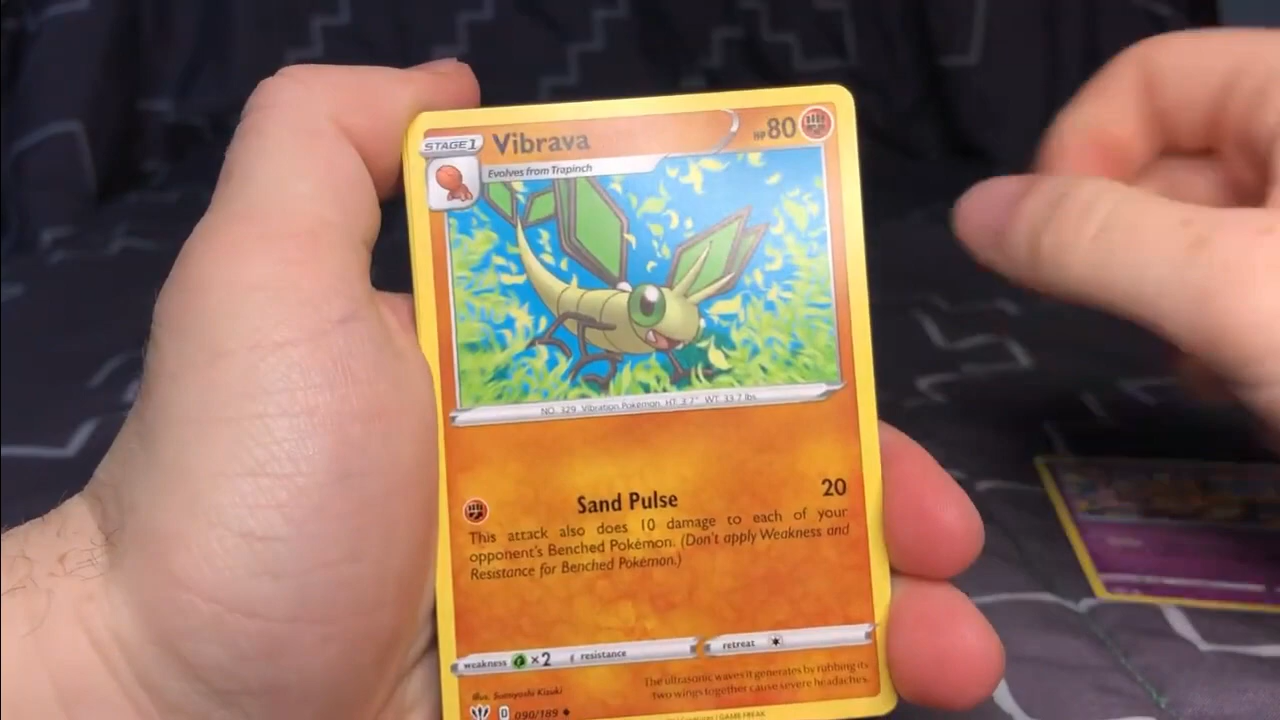 STAGE 1 Vibrava HP 80
Evolves from Trapinch
NO. 329 Vibration Pokémon HT: 3'7" WT: 33.7 lbs.
Sand Pulse 20
This attack also does 10 damage to each of your
opponent's Benched Pokémon. (Don't apply Weakness and
Resistance for Benched Pokémon.)
weakness ×2 resistance retreat
The ultrasonic waves it generates by rubbing its
two wings together cause severe headaches.
illus. Suenyoshi Kizuki
D 090/189
GAME FREAK